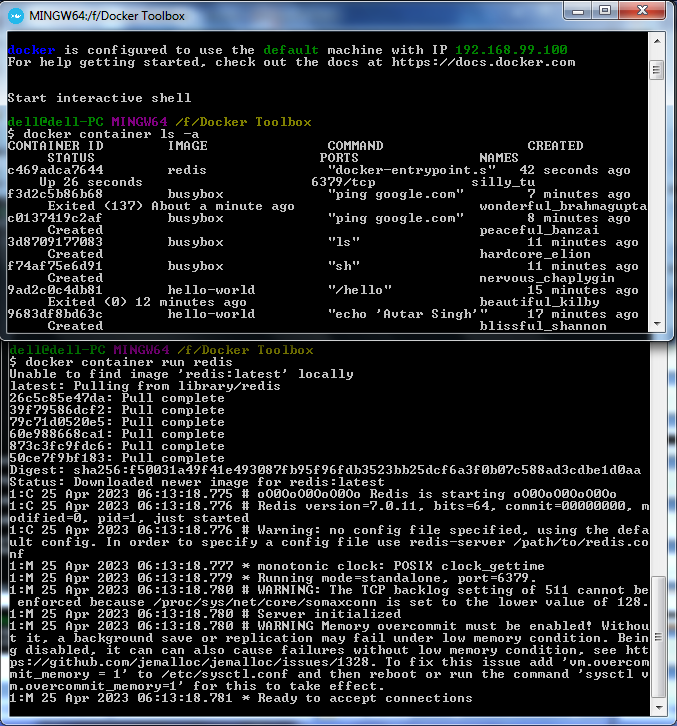 MINGW64:/f/Docker Toolbox
docker is configured to use the default machine with IP 192.168.99.100
For help getting started, check out the docs at https://docs.docker.com
Start interactive shell
dell@dell-PC MINGW64 /f/Docker Toolbox
$ docker container ls -a
CONTAINER ID        IMAGE               COMMAND                  CREATED
     STATUS                            PORTS               NAMES
c469adca7644        redis               "docker-entrypoint.s"   42 seconds ago
    Up 26 seconds                     6379/tcp            silly_tu
f3d2c5b86b68        busybox             "ping google.com"        7 minutes ago
     Exited (137) About a minute ago                       wonderful_brahmagupta
c0137419c2af        busybox             "ping google.com"        8 minutes ago
     Created                                               peaceful_banzai
3d8709177083        busybox             "ls"                     11 minutes ago
     Created                                               hardcore_elion
f74af75e6d91        busybox             "sh"                     11 minutes ago
     Created                                               nervous_chaplygin
9ad2c0c4db81        hello-world         "/hello"                 15 minutes ago
     Exited (0) 12 minutes ago                             beautiful_kilby
9683df8bd63c        hello-world         "echo 'Avtar Singh'"     17 minutes ago
     Created                                               blissful_shannon
dell@dell-PC MINGW64 /f/Docker Toolbox
$ docker container run redis
Unable to find image 'redis:latest' locally
latest: Pulling from library/redis
26c5c85e47da: Pull complete
39f79586dcf2: Pull complete
79c71d0520e5: Pull complete
60e988668ca1: Pull complete
873c3fc9fdc6: Pull complete
50ce7f9bf183: Pull complete
Digest: sha256:f50031a49f41e493087fb95f96fdb3523bb25dcf6a3f0b07c588ad3cdbe1d0aa
Status: Downloaded newer image for redis:latest
1:C 25 Apr 2023 06:13:18.775 # oO0OoO0OoO0Oo Redis is starting oO0OoO0OoO0Oo
1:C 25 Apr 2023 06:13:18.776 # Redis version=7.0.11, bits=64, commit=00000000, m
odified=0, pid=1, just started
1:C 25 Apr 2023 06:13:18.776 # Warning: no config file specified, using the defa
ult config. In order to specify a config file use redis-server /path/to/redis.co
nf
1:M 25 Apr 2023 06:13:18.777 * monotonic clock: POSIX clock_gettime
1:M 25 Apr 2023 06:13:18.779 * Running mode=standalone, port=6379.
1:M 25 Apr 2023 06:13:18.780 # WARNING: The TCP backlog setting of 511 cannot be
 enforced because /proc/sys/net/core/somaxconn is set to the lower value of 128.
1:M 25 Apr 2023 06:13:18.780 # Server initialized
1:M 25 Apr 2023 06:13:18.780 # WARNING Memory overcommit must be enabled! Withou
t it, a background save or replication may fail under low memory condition. Bein
g disabled, it can can also cause failures without low memory condition, see htt
ps://github.com/jemalloc/jemalloc/issues/1328. To fix this issue add 'vm.overcom
mit_memory = 1' to /etc/sysctl.conf and then reboot or run the command 'sysctl v
m.overcommit_memory=1' for this to take effect.
1:M 25 Apr 2023 06:13:18.781 * Ready to accept connections